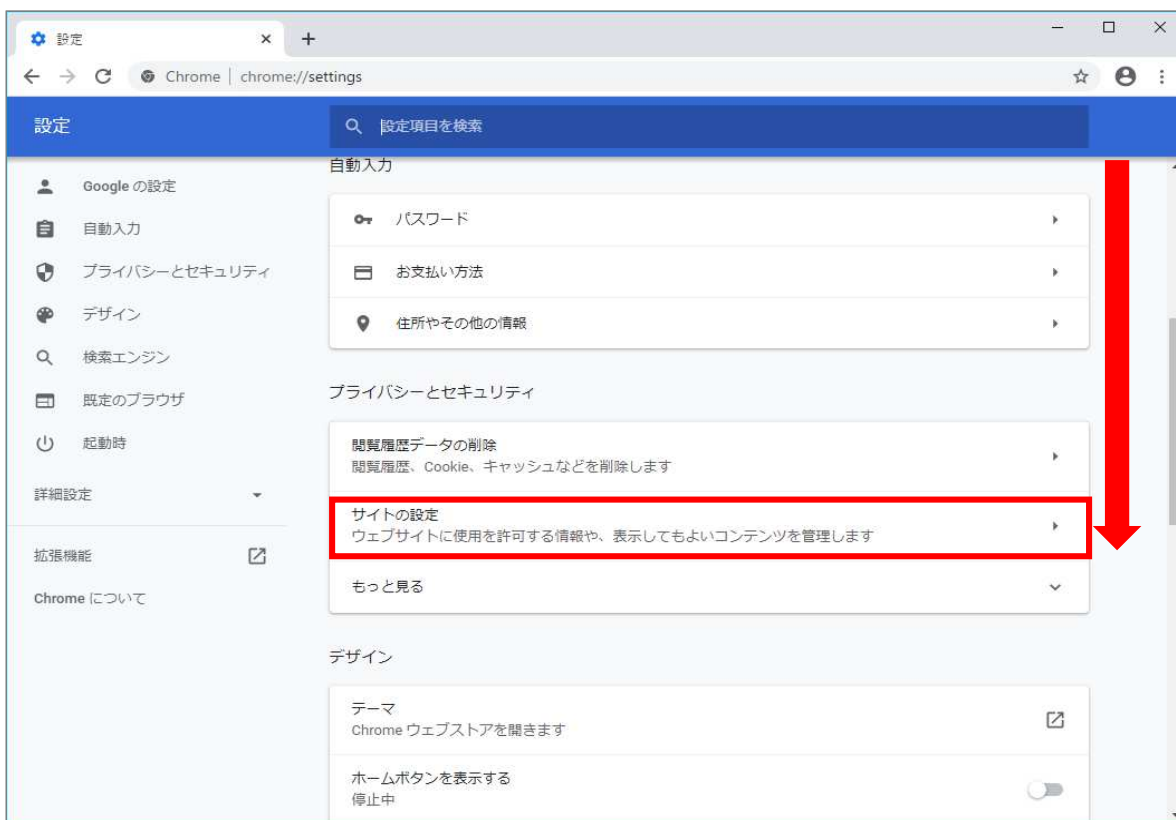 設定
Chrome | chrome://settings
設定
設定項目を検索
Google の設定
自動入力
プライバシーとセキュリティ
デザイン
検索エンジン
既定のブラウザ
起動時
詳細設定
拡張機能
Chrome について
自動入力
パスワード
お支払い方法
住所やその他の情報
プライバシーとセキュリティ
閲覧履歴データの削除
閲覧履歴、Cookie、キャッシュなどを削除します
サイトの設定
ウェブサイトに使用を許可する情報や、表示してもよいコンテンツを管理します
もっと見る
デザイン
テーマ
Chrome ウェブストアを開きます
ホームボタンを表示する
停止中